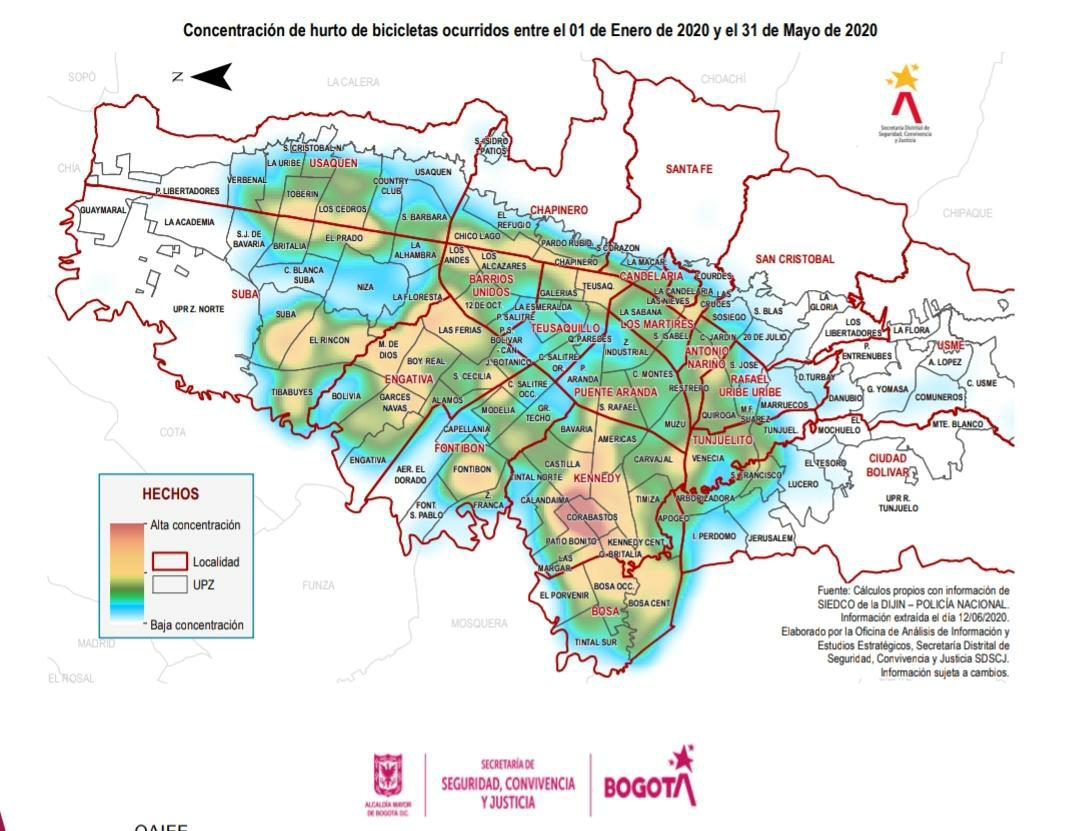 Concentración de hurto de bicicletas ocurridos entre el 01 de Enero de 2020 y el 31 de Mayo de 2020
SOPÓ
N
LA CALERA
CHOACHÍ
Secretaría Distrital de
Seguridad, Convivencia
y Justicia
CHÍA
S. ISIDRO
PATIOS
S. CRISTOBAL N.
LA URIBE
USAQUEN
SANTA FE
VERBENAL
COUNTRY
CLUB
USAQUEN
P. LIBERTADORES
TOBERIN
GUAYMARAL
LOS CEDROS
S. BARBARA
EL
REFUGIO
CHAPINERO
CHIPAQUE
LA ACADEMIA
S.J. DE
BAVARIA
BRITALIA
EL PRADO
CHICO LAGO
PARDO RUBIO
S. CORAZON
LA
ALHAMBRA
LOS
ANDES
LOS
ALCAZARES
CHAPINERO
LA MACAR.
SAN CRISTOBAL
C. BLANCA
SUBA
NIZA
BARRIOS
UNIDOS
TEUSAQ.
CANDELARIA
LOURDES
SUBA
LA FLORESTA
GALERIAS
LA CANDELARIA
LAS
CRUCES
LAS NIEVES
UPR Z. NORTE
SUBA
12 DE OCT.
LA ESMERALDA
LA SABANA
SOSIEGO
S. BLAS
LA
GLORIA
P. SALITRE
LAS FERIAS
TEUSAQUILLO
LOS MARTIRES
LOS
LIBERTADORES
LA FLORA
EL RINCON
M. DE
DIOS
P.S.
BOLIVAR
- CAN
Q. PAREDES
Z.
INDUSTRIAL
S. ISABEL
C. JARDIN
20 DE JULIO
USME
BOY REAL
J. BOTANICO
C. SALITRE
OR.
ANTONIO
NARIÑO
P.
ENTRENUBES
A. LOPEZ
ENGATIVA
S. CECILIA
P.
ARANDA
C. MONTES
S. JOSE
RAFAEL
URIBE URIBE
D.TURBAY
C. USME
TIBABUYES
BOLIVIA
GARCES
NAVAS
ALAMOS
C. SALITRE
OCC.
PUENTE ARANDA
RESTREPO
G. YOMASA
DANUBIO
COMUNEROS
MODELIA
GR.
TECHO
S. RAFAEL
QUIROGA
M.F.
SUAREZ
MARRUECOS
COTA
CAPELLANIA
BAVARIA
MUZU
TUNJUEL.
EL
MOCHUELO
MTE. BLANCO
AMERICAS
TUNJUELITO
FONTIBON
ENGATIVA
AER. EL
DORADO
FONTIBON
CASTILLA
CARVAJAL
VENECIA
EL TESORO
CIUDAD
BOLIVAR
TINTAL NORTE
KENNEDY
S. FRANCISCO
LUCERO
FONT.
S. PABLO
Z.
FRANCA
CALANDAIMA
TIMIZA
ARBORIZADORA
UPR R.
TUNJUELO
CORABASTOS
APOGEO
PATIO BONITO
KENNEDY CENT.
I. PERDOMO
JERUSALEM
G-BRITALIA
LAS
MARGAR.
FUNZA
EL PORVENIR
BOSA OCC.
BOSA CENT.
BOSA
MOSQUERA
TINTAL SUR
MADRID
EL ROSAL
HECHOS
Alta concentración
Localidad
UPZ
Baja concentración
Fuente: Cálculos propios con información de
SIEDCO de la DIJIN – POLICÍA NACIONAL.
Información extraída el día 12/06/2020.
Elaborado por la Oficina de Análisis de Información y
Estudios Estratégicos, Secretaría Distrital de
Seguridad, Convivencia y Justicia SDSCJ.
Información sujeta a cambios.
ALCALDÍA MAYOR
DE BOGOTÁ D.C.
SECRETARÍA DE
SEGURIDAD, CONVIVENCIA
Y JUSTICIA
BOGOTÁ